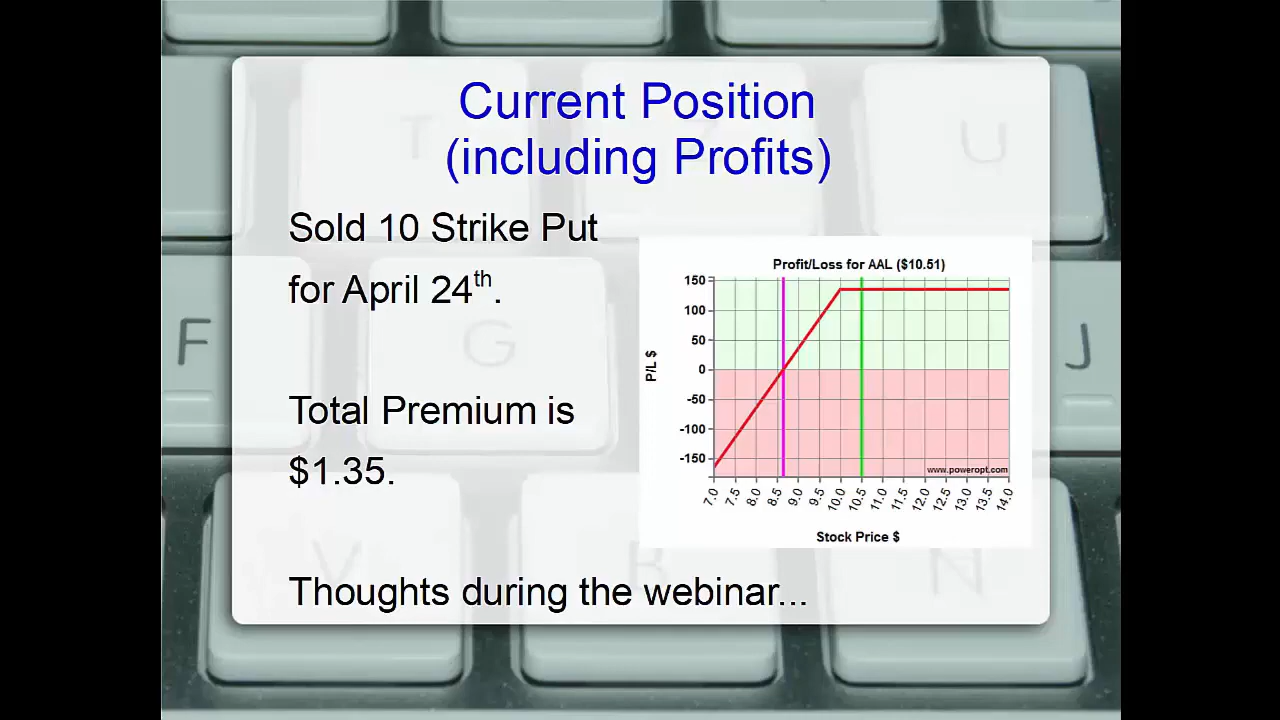 Current Position
(including Profits)
Sold 10 Strike Put
for April 24th.
Total Premium is
$1.35.
Thoughts during the webinar...
Profit/Loss for AAL ($10.51)
P/L $
150
100
50
0
-50
-100
-150
www.poweropt.com
7.0 7.5 8.0 8.5 9.0 9.5 10.0 10.5 11.0 11.5 12.0 12.5 13.0 13.5 14.0
Stock Price $
T
U
F
G
J
V
B
N